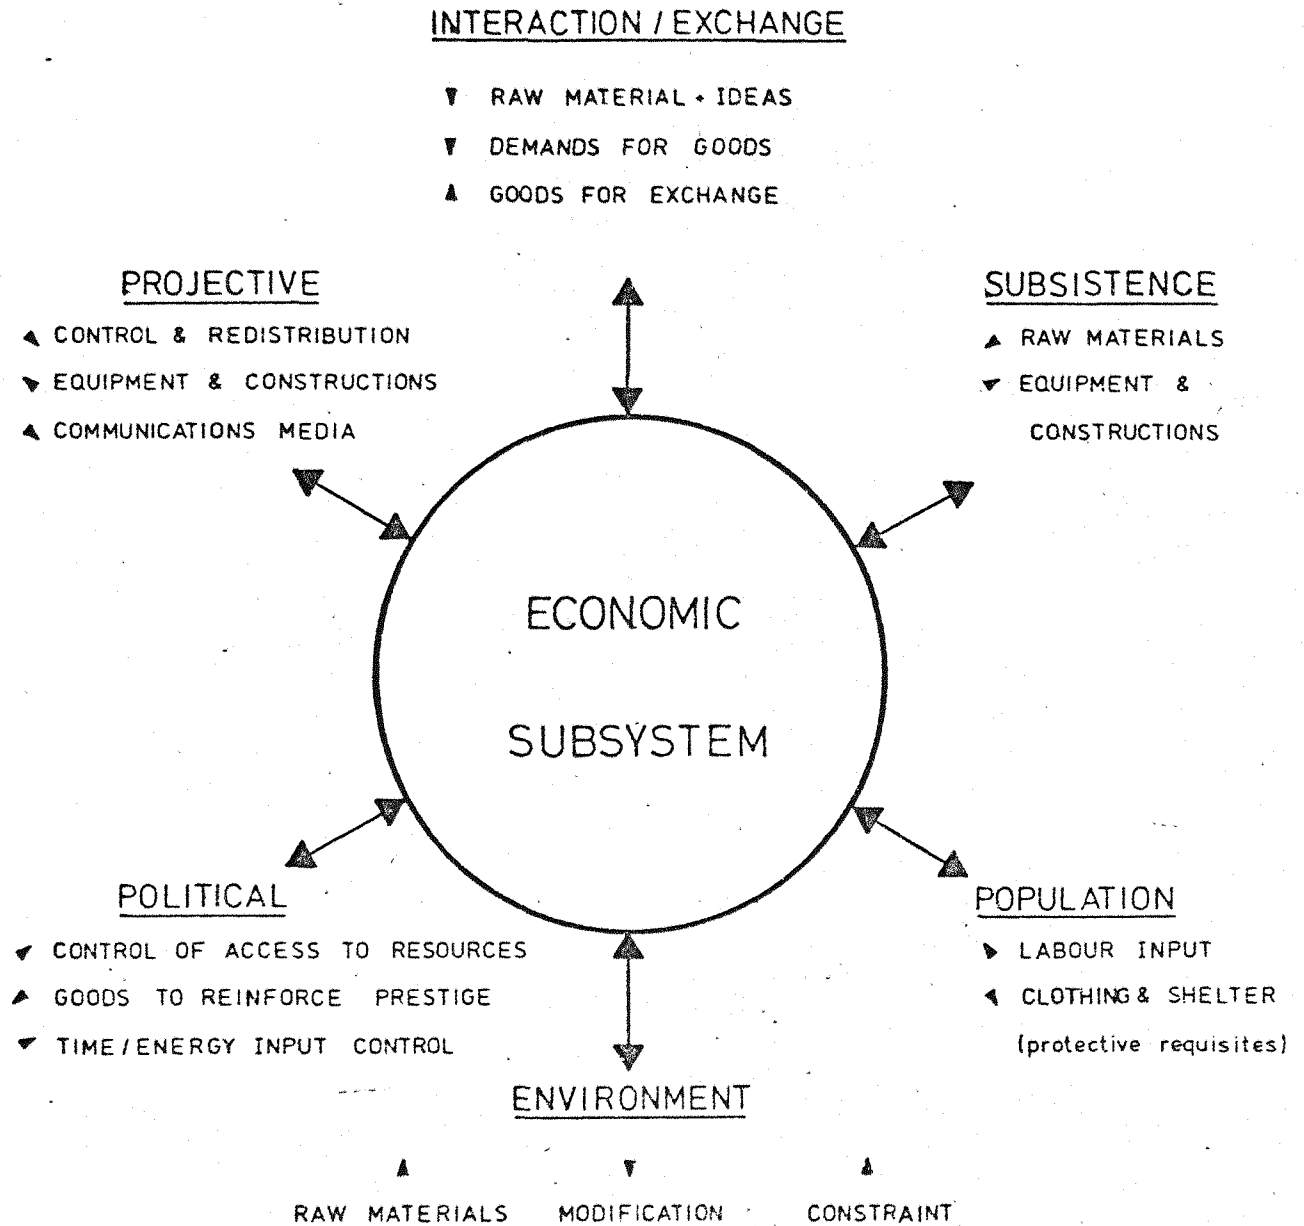 INTERACTION / EXCHANGE
RAW MATERIAL + IDEAS
DEMANDS FOR GOODS
GOODS FOR EXCHANGE
PROJECTIVE
CONTROL & REDISTRIBUTION
EQUIPMENT & CONSTRUCTIONS
COMMUNICATIONS MEDIA
SUBSISTENCE
RAW MATERIALS
EQUIPMENT &
CONSTRUCTIONS
ECONOMIC
SUBSYSTEM
POLITICAL
CONTROL OF ACCESS TO RESOURCES
GOODS TO REINFORCE PRESTIGE
TIME/ENERGY INPUT CONTROL
POPULATION
LABOUR INPUT
CLOTHING & SHELTER
(protective requisites)
ENVIRONMENT
RAW MATERIALS MODIFICATION CONSTRAINT